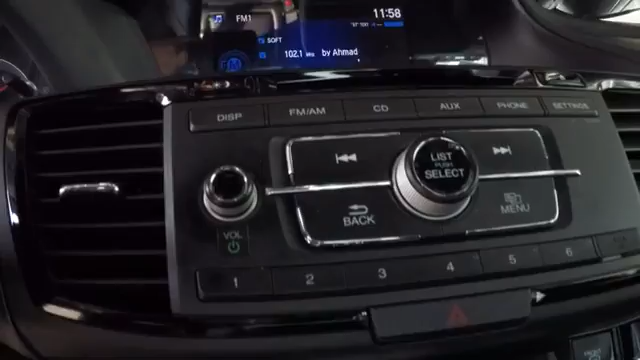 FM1
11:58
SOFT
102.1 MHz by Ahmad
DISP FM/AM CD AUX PHONE SETTINGS
LIST
PUSH
SELECT
BACK
MENU
VOL
1 2 3 4 5 6